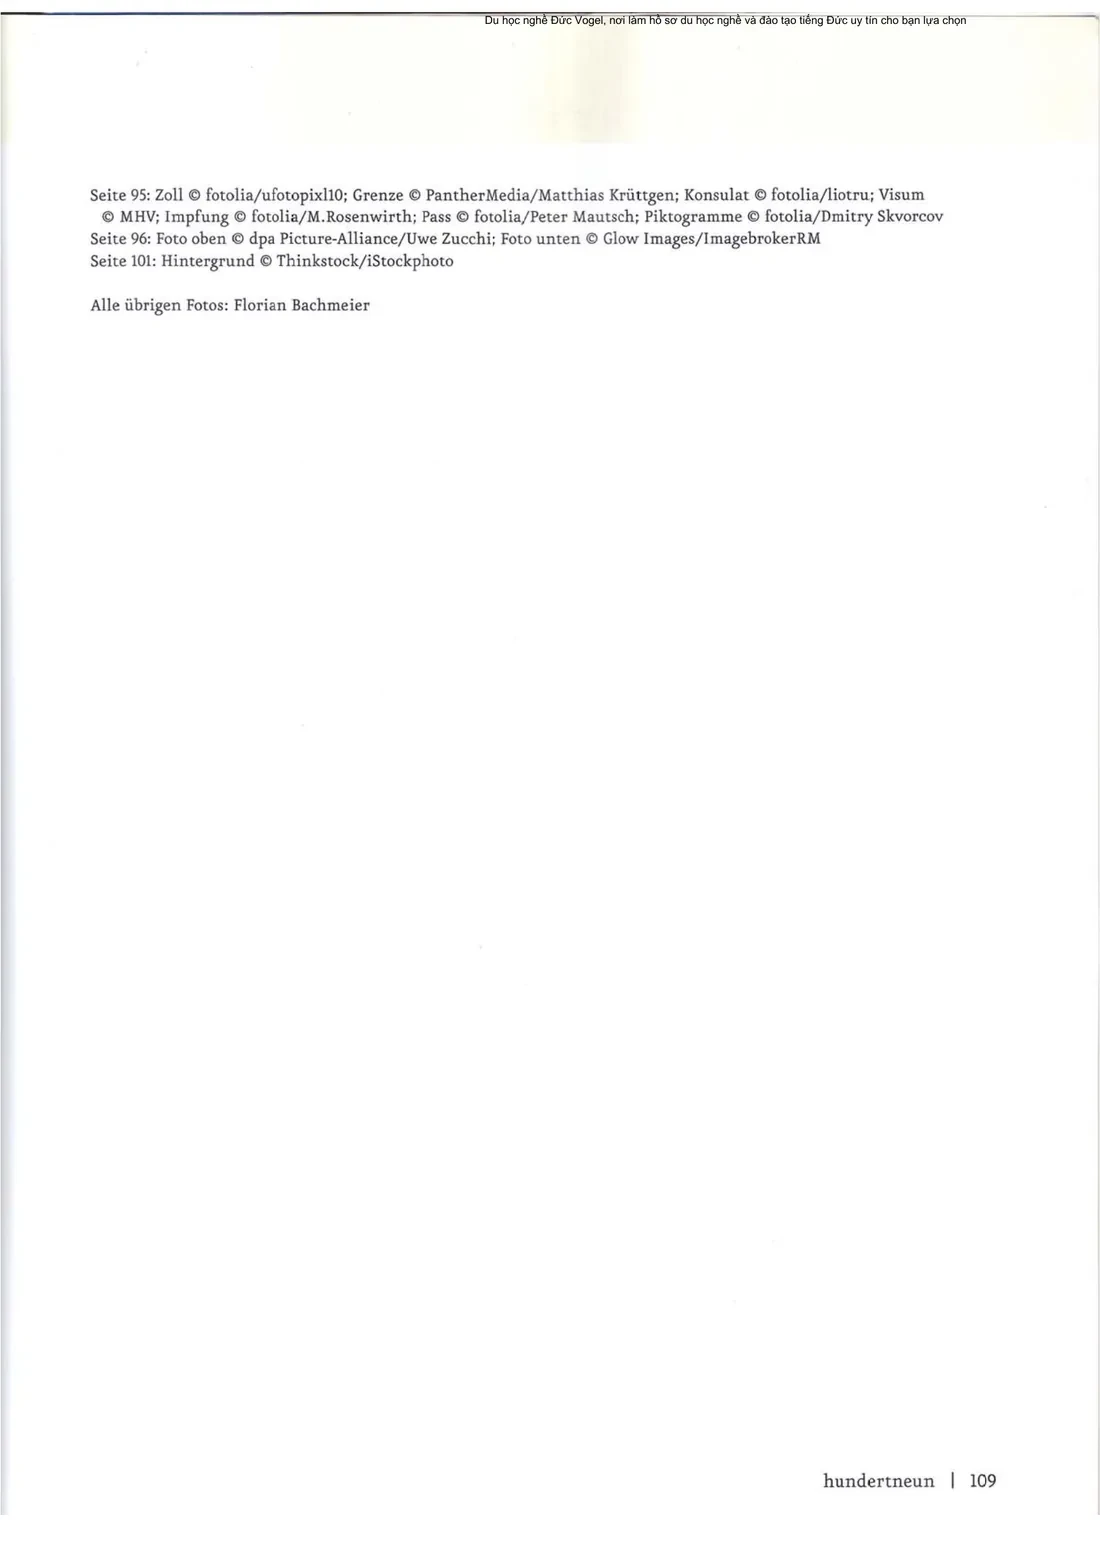 Du học nghề Đức Vogel, nơi làm hồ sơ du học nghề và đào tạo tiếng Đức uy tín cho bạn lựa chọn
Seite 95: Zoll © fotolia/ufotopixl10; Grenze © PantherMedia/Matthias Krüttgen; Konsulat © fotolia/liotru; Visum
© MHV; Impfung © fotolia/M.Rosenwirth; Pass © fotolia/Peter Mautsch; Piktogramme © fotolia/Dmitry Skvorcov
Seite 96: Foto oben © dpa Picture-Alliance/Uwe Zucchi; Foto unten © Glow Images/ImagebrokerRM
Seite 101: Hintergrund © Thinkstock/iStockphoto
Alle übrigen Fotos: Florian Bachmeier
hundertneun | 109